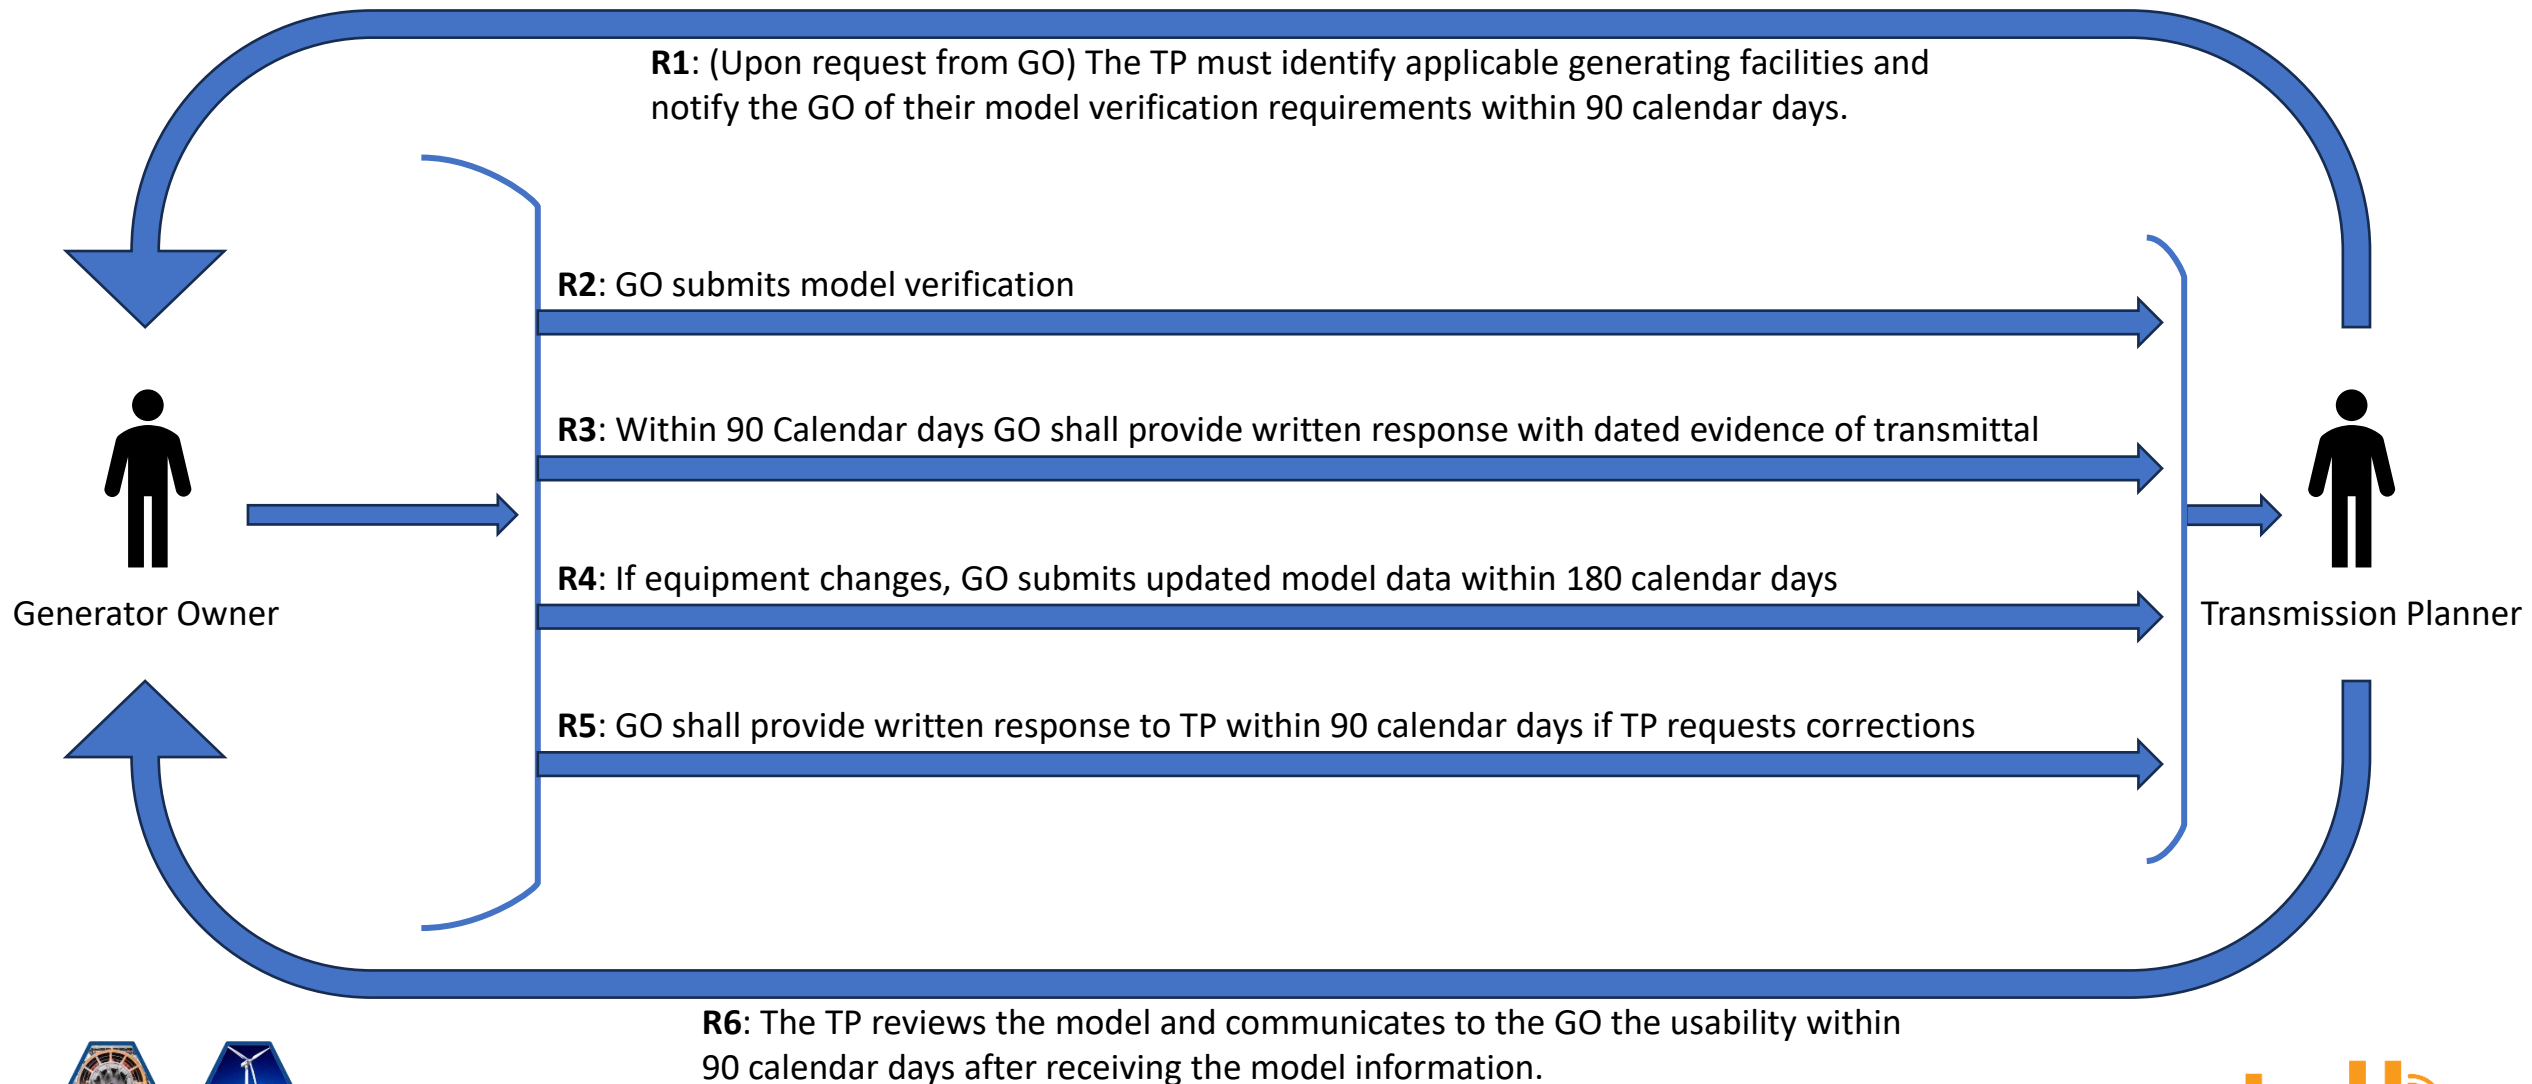 R1: (Upon request from GO) The TP must identify applicable generating facilities and
notify the GO of their model verification requirements within 90 calendar days.
R2: GO submits model verification
R3: Within 90 Calendar days GO shall provide written response with dated evidence of transmittal
R4: If equipment changes, GO submits updated model data within 180 calendar days
Generator Owner
Transmission Planner
R5: GO shall provide written response to TP within 90 calendar days if TP requests corrections
R6: The TP reviews the model and communicates to the GO the usability within
90 calendar days after receiving the model information.